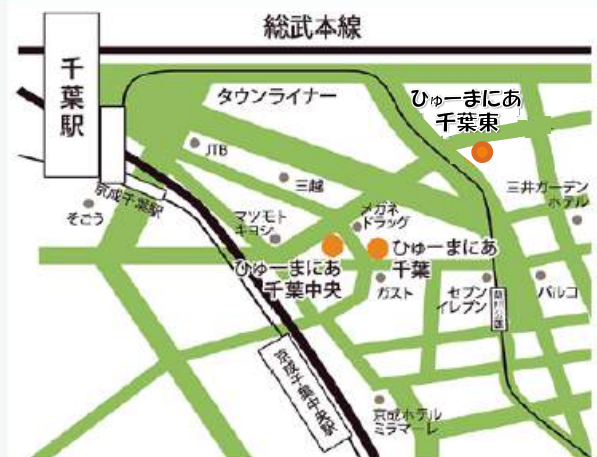 総武本線
千葉駅
タウンライナー
ひゅーまにあ
千葉東
JTB
三越
三井ガーデン
ホテル
京成千葉駅
そごう
マツモト
キヨシ
メガネ
ドラッグ
ひゅーまにあ
千葉中央
ひゅーまにあ
千葉
ガスト
セブン
イレブン
パルコ
京成千葉中央駅
京成ホテル
ミラマーレ